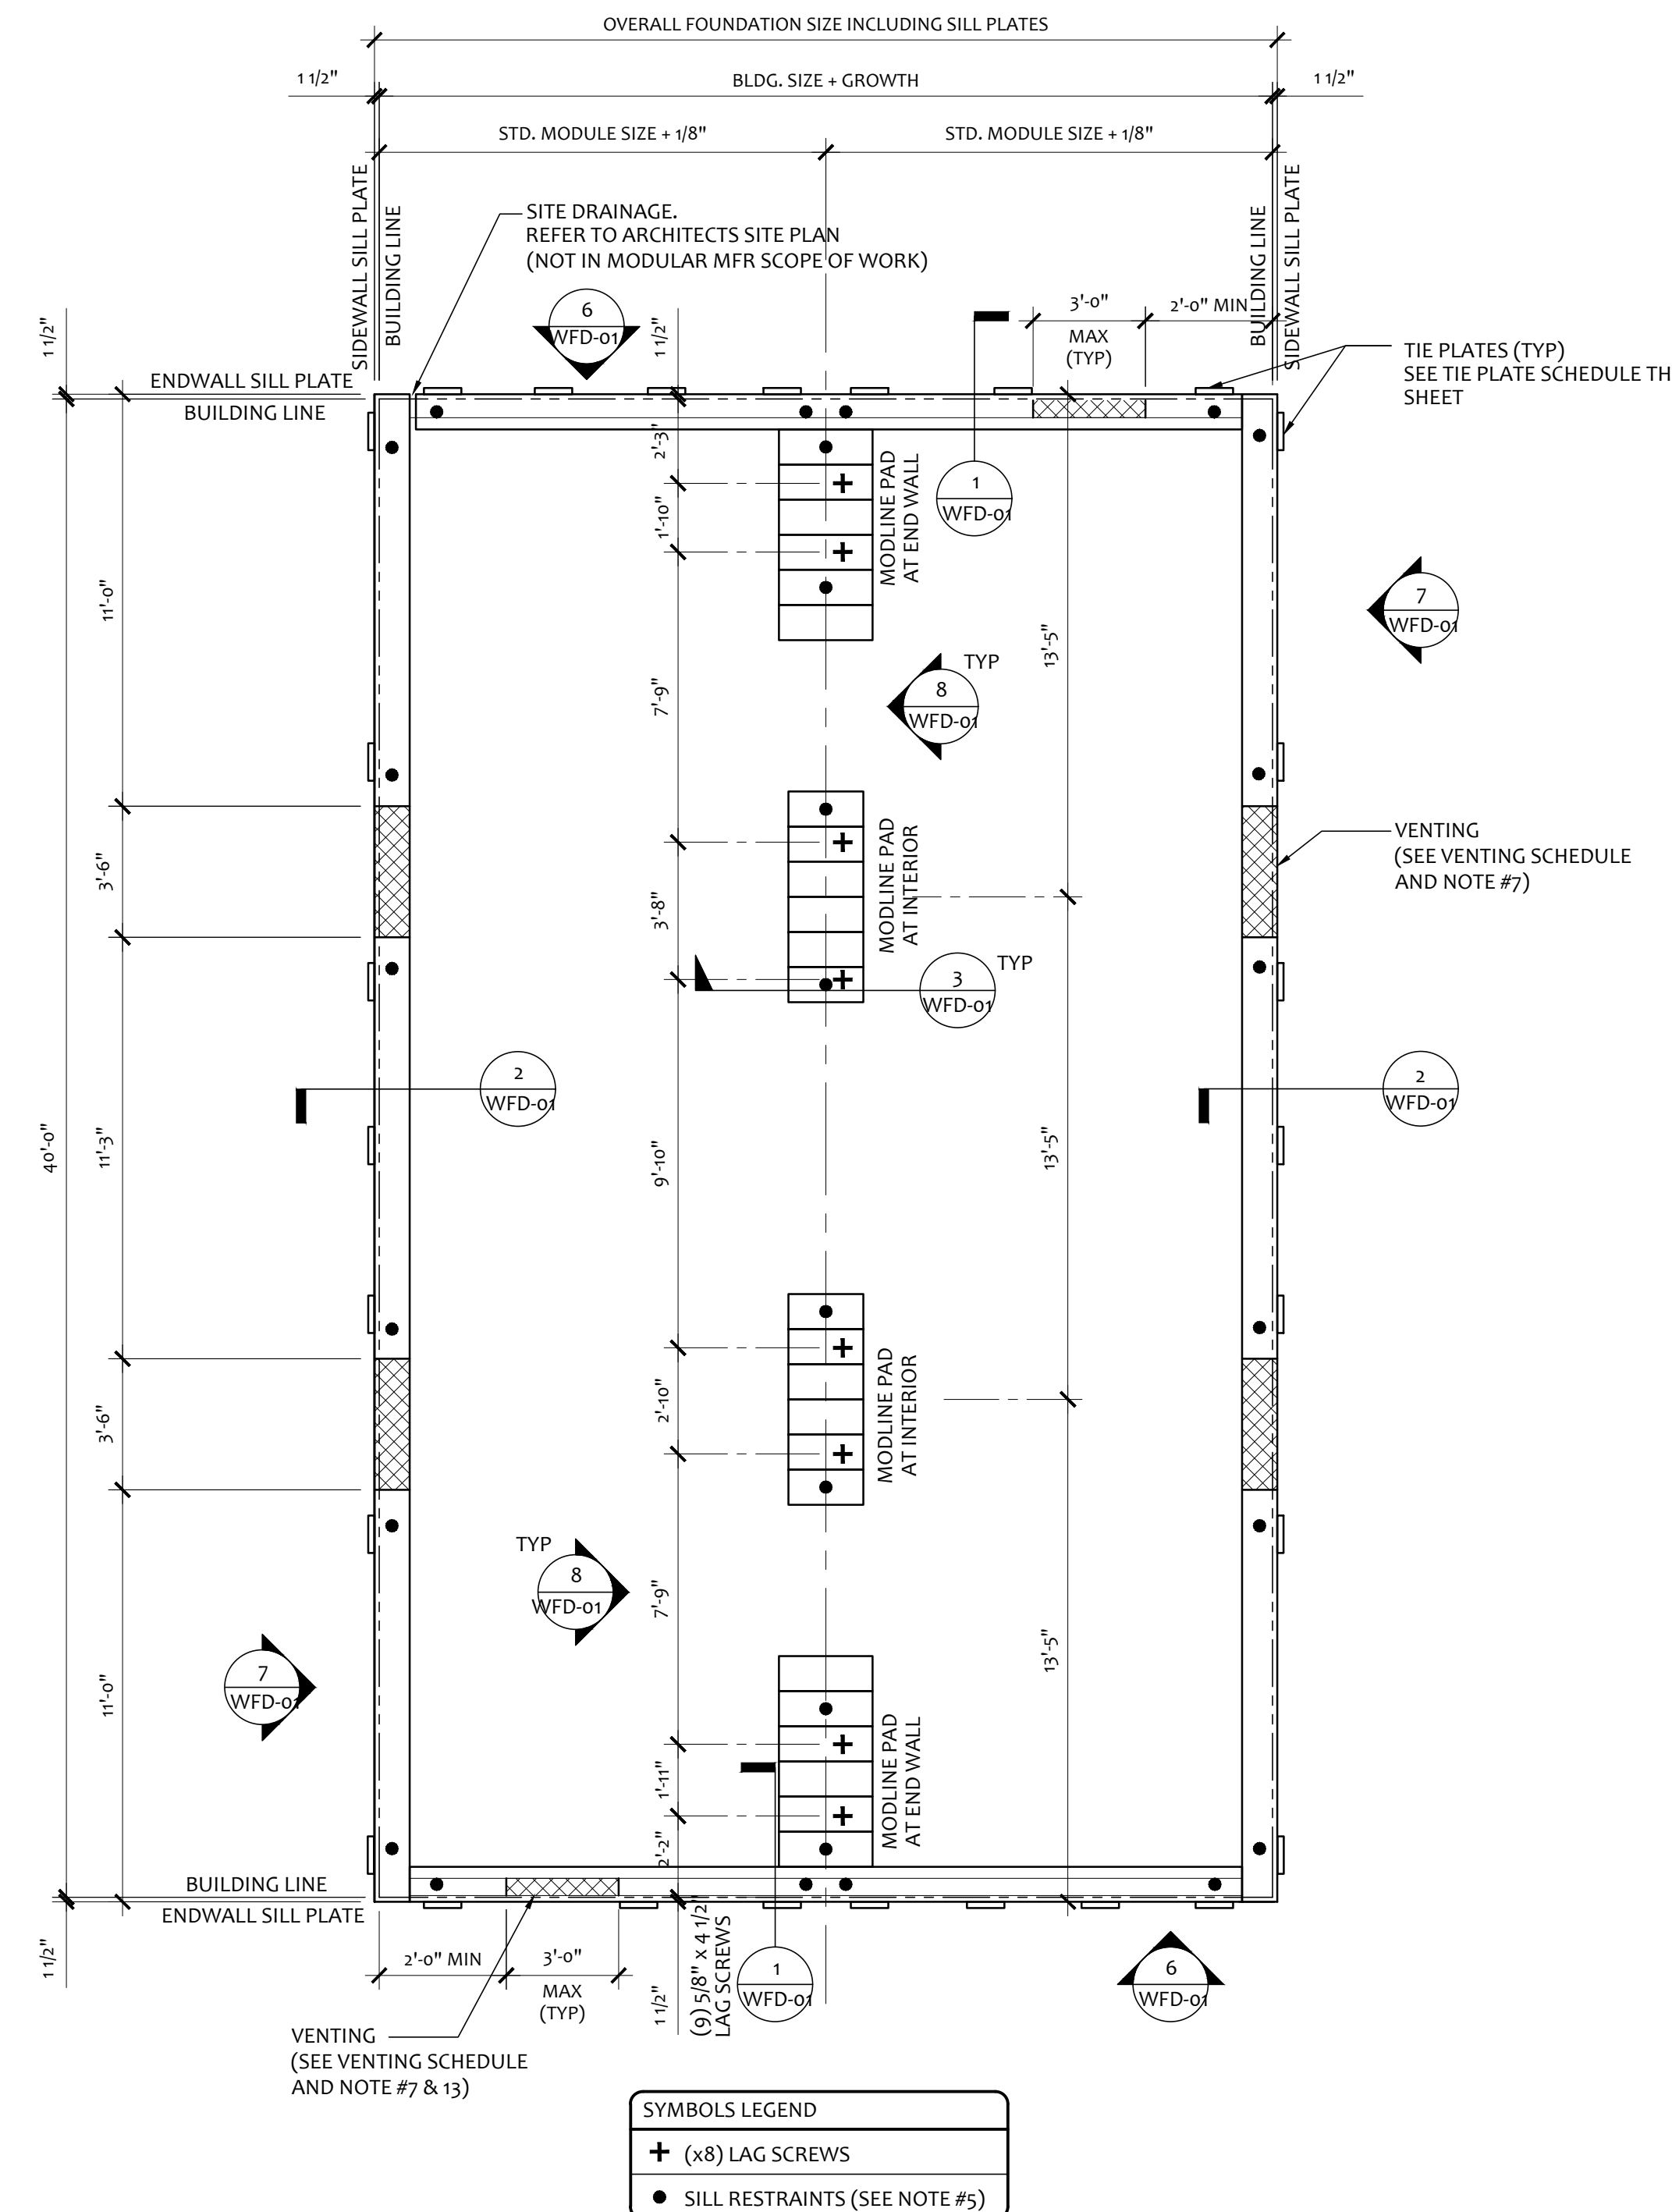 OVERALL FOUNDATION SIZE INCLUDING SILL PLATES
1 1/2"
BLDG. SIZE + GROWTH
1 1/2"
STD. MODULE SIZE + 1/8"
STD. MODULE SIZE + 1/8"
SIDEWALL SILL PLATE
BUILDING LINE
BUILDING LINE
SIDEWALL SILL PLATE
SITE DRAINAGE.
REFER TO ARCHITECTS SITE PLAN
(NOT IN MODULAR MFR SCOPE OF WORK)
6
WFD-01
3'-0"
MAX
(TYP)
2'-0" MIN
1 1/2"
1 1/2"
TIE PLATES (TYP)
SEE TIE PLATE SCHEDULE TH
SHEET
ENDWALL SILL PLATE
BUILDING LINE
2'-3"
1'-10"
MODLINE PAD
AT END WALL
1
WFD-01
11'-0"
7
WFD-01
13'-5"
7'-9"
TYP
8
WFD-01
3'-6"
3'-8"
MODLINE PAD
AT INTERIOR
VENTING
(SEE VENTING SCHEDULE
AND NOTE #7)
TYP
3
WFD-01
2
WFD-01
2
WFD-01
40'-0"
11'-3"
9'-10"
13'-5"
3'-6"
2'-10"
MODLINE PAD
AT INTERIOR
TYP
8
WFD-01
7'-9"
13'-5"
11'-0"
7
WFD-01
1'-11"
2'-2"
MODLINE PAD
AT END WALL
BUILDING LINE
ENDWALL SILL PLATE
1 1/2"
2'-0" MIN
3'-0"
MAX
(TYP)
1 1/2"
(9) 5/8" x 4 1/2"
LAG SCREWS
1
WFD-01
6
WFD-01
VENTING
(SEE VENTING SCHEDULE
AND NOTE #7 & 13)
SYMBOLS LEGEND
+ (x8) LAG SCREWS
● SILL RESTRAINTS (SEE NOTE #5)